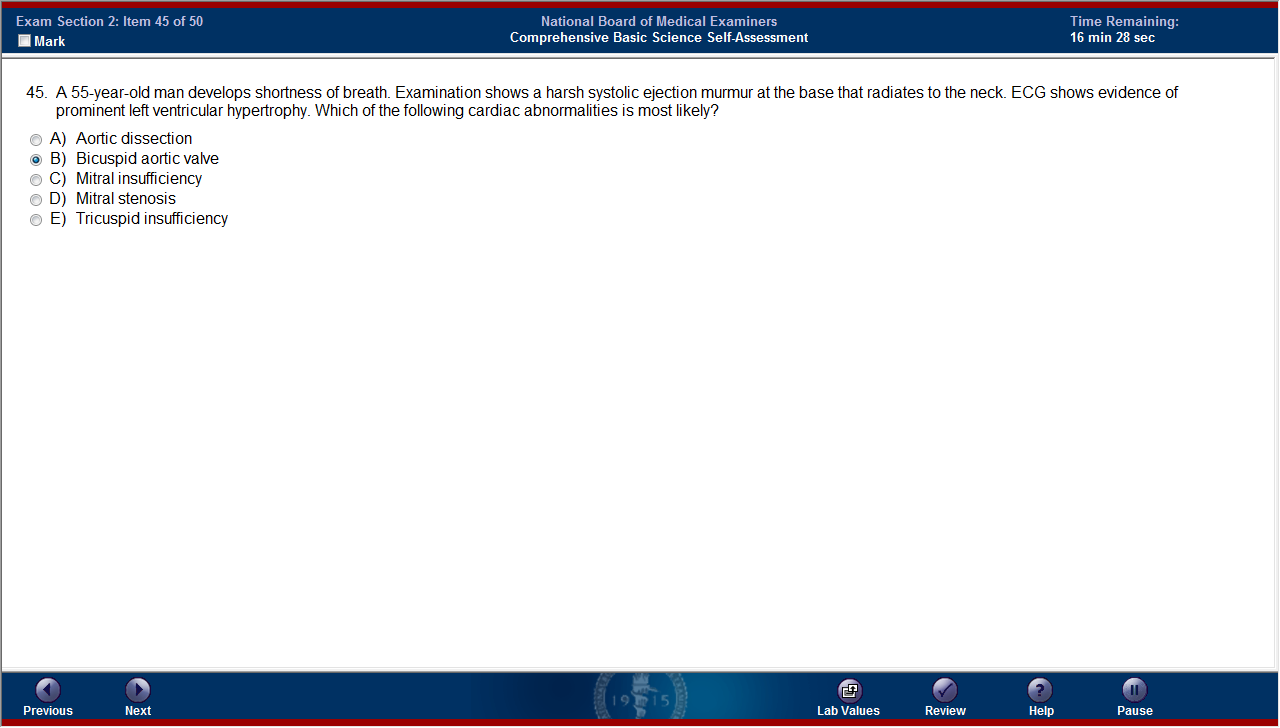 Exam Section 2: Item 45 of 50
National Board of Medical Examiners
Time Remaining:
Mark
Comprehensive Basic Science Self-Assessment
16 min 28 sec
45. A 55-year-old man develops shortness of breath. Examination shows a harsh systolic ejection murmur at the base that radiates to the neck. ECG shows evidence of
prominent left ventricular hypertrophy. Which of the following cardiac abnormalities is most likely?
A) Aortic dissection
B) Bicuspid aortic valve
C) Mitral insufficiency
D) Mitral stenosis
E) Tricuspid insufficiency
1915
Previous
Next
Lab Values
Review
Help
Pause